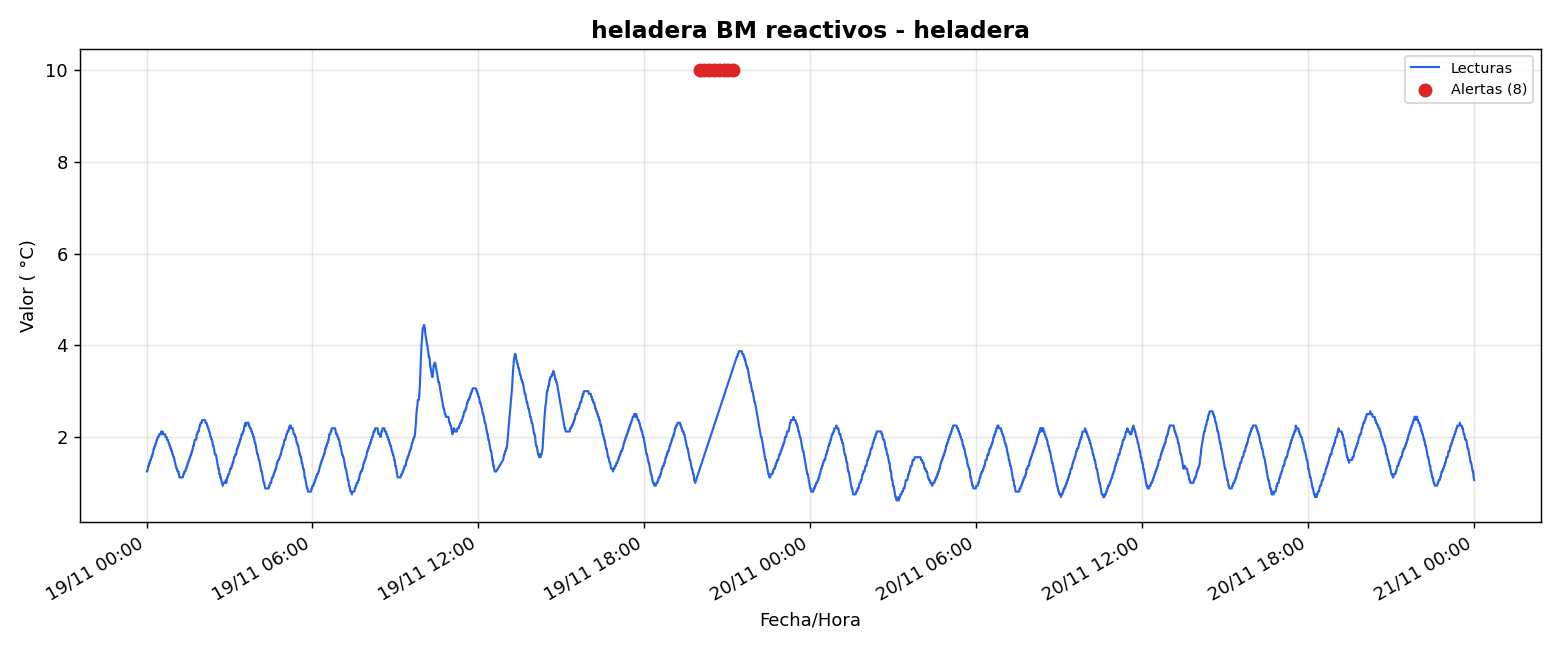 heladera BM reactivos - heladera
Lecturas
Alertas (8)
10
8
6
4
2
Valor ( °C)
19/11 00:00
19/11 06:00
19/11 12:00
19/11 18:00
20/11 00:00
20/11 06:00
20/11 12:00
20/11 18:00
21/11 00:00
Fecha/Hora